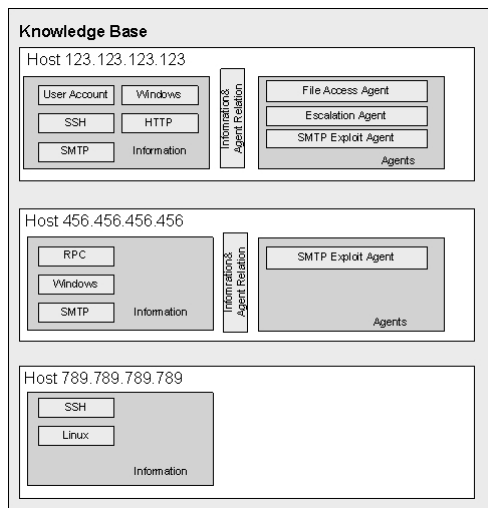 Knowledge Base
Host 123.123.123.123
User Account
Windows
SSH
HTTP
SMTP
Information
Infomration&
Agent Relation
File Access Agent
Escalation Agent
SMTP Exploit Agent
Agents
Host 456.456.456.456
RPC
Windows
SMTP
Information
Infomration&
Agent Relation
SMTP Exploit Agent
Agents
Host 789.789.789.789
SSH
Linux
Information